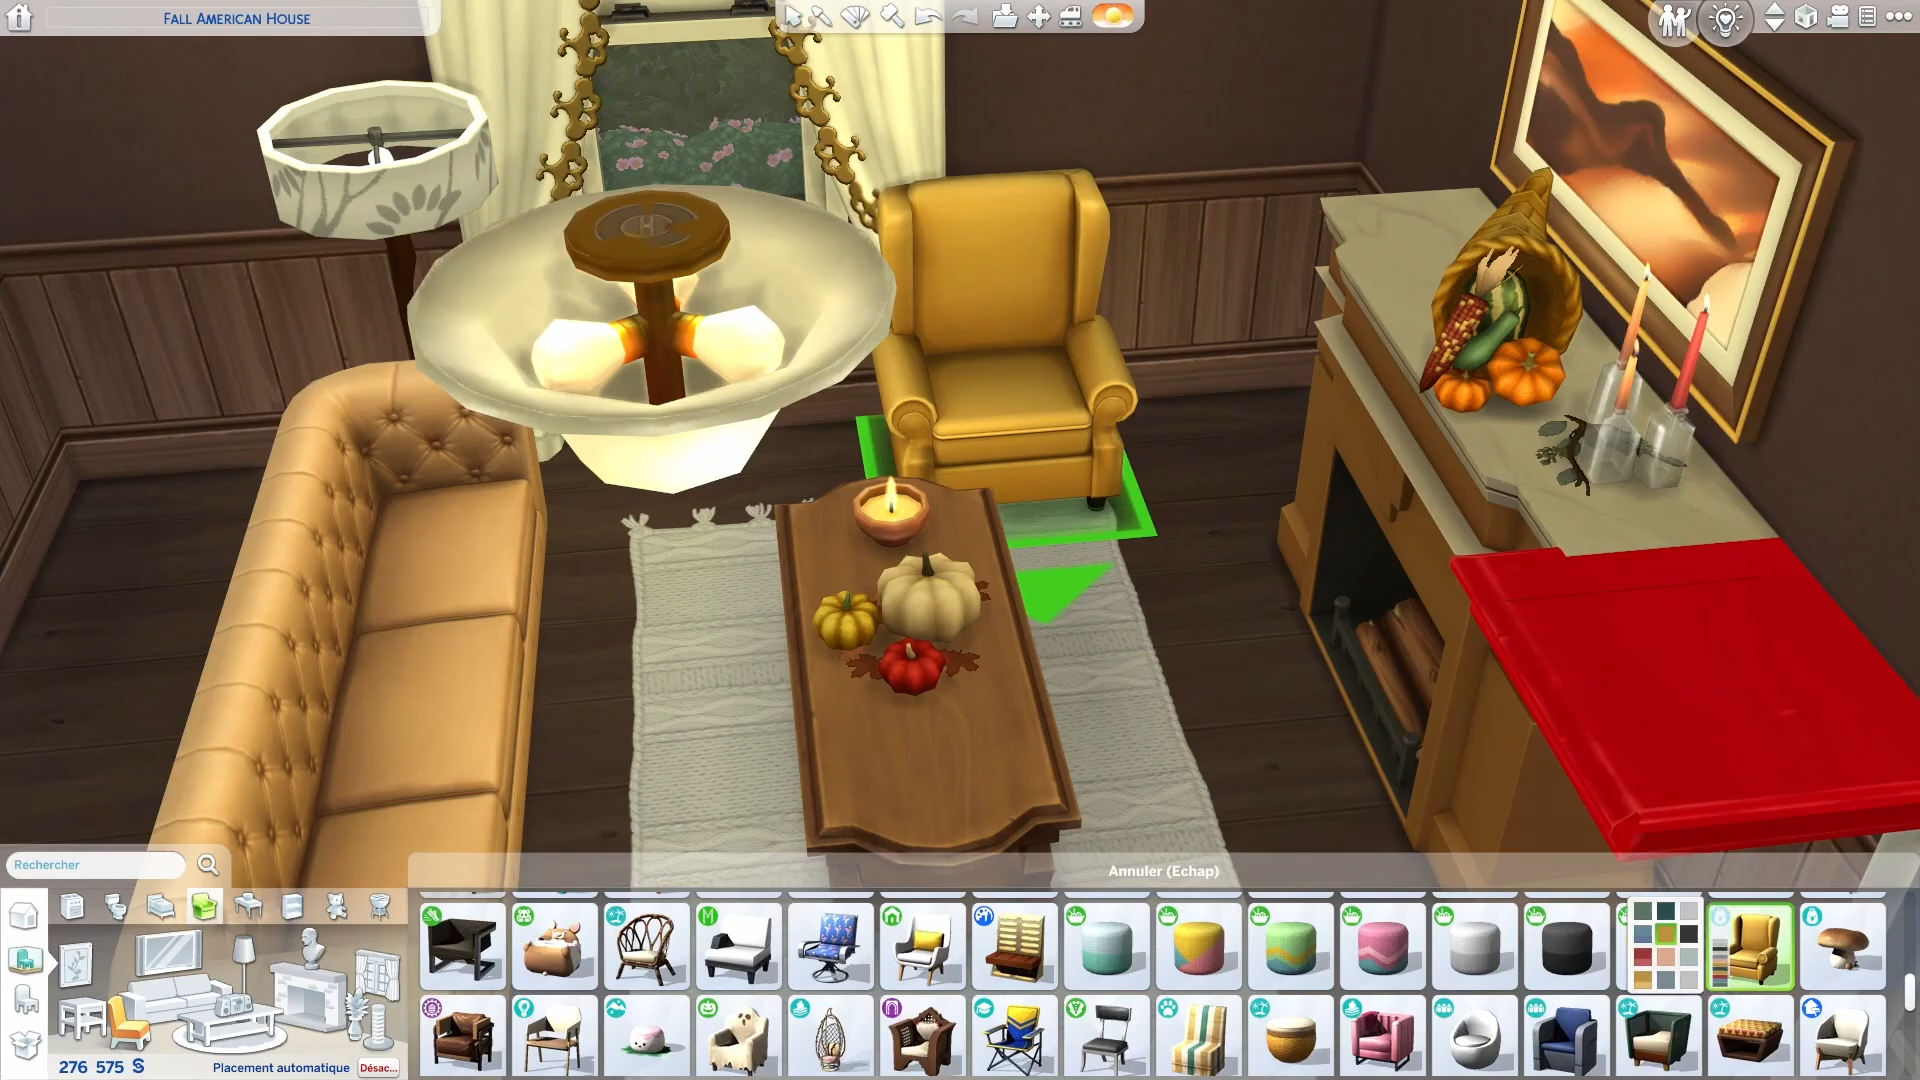 Fall American House
Annuler (Echap)
Rechercher
276 575 §
Placement automatique
Désac...